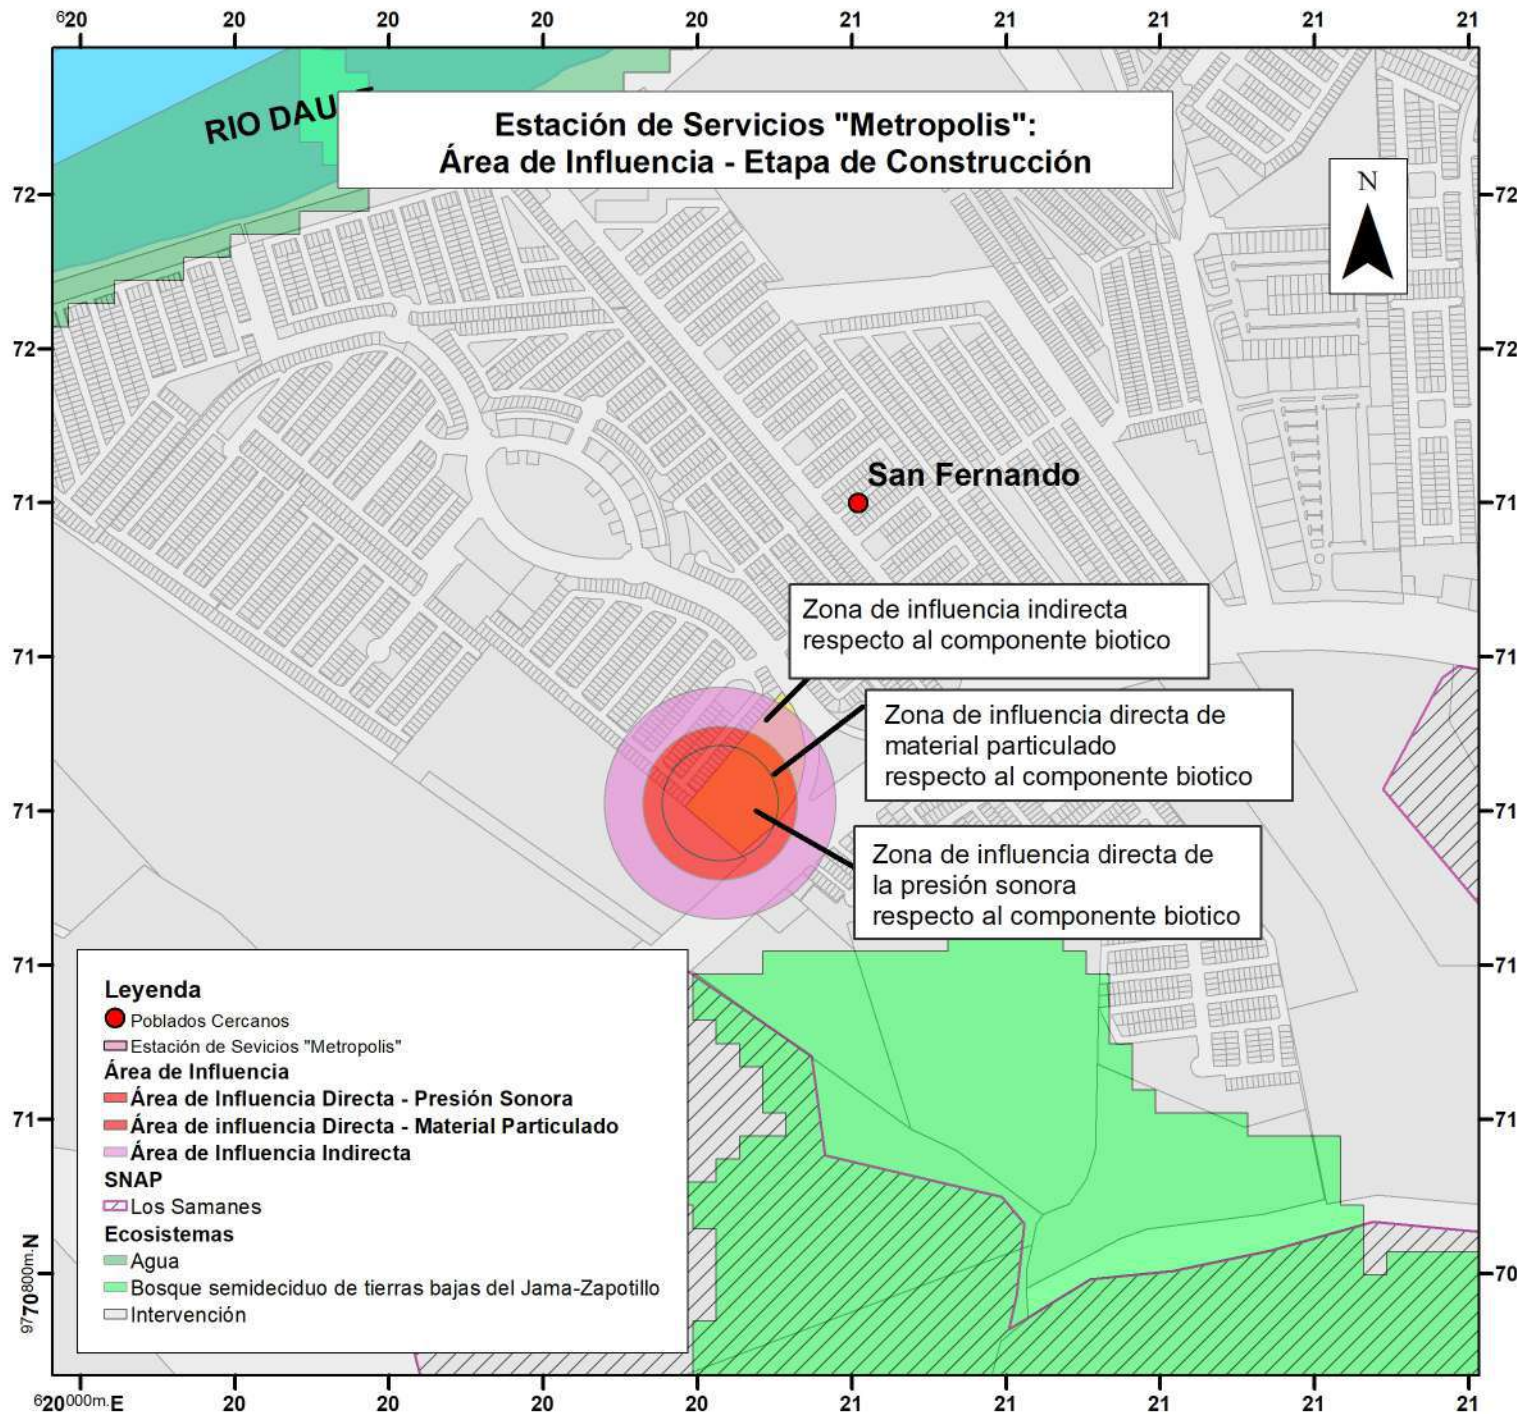 620 20 20 20 20 21 21 21 21 21
RIO DAU
Estación de Servicios "Metropolis":
Área de Influencia - Etapa de Construcción
N
72 72
72 72
San Fernando
71 71
Zona de influencia indirecta
respecto al componente biotico
71 71
Zona de influencia directa de
material particulado
respecto al componente biotico
71 71
Zona de influencia directa de
la presión sonora
respecto al componente biotico
71 71
Leyenda
Poblados Cercanos
Estación de Sevicios "Metropolis"
Área de Influencia
Área de Influencia Directa - Presión Sonora
Área de influencia Directa - Material Particulado
Área de Influencia Indirecta
71 71
SNAP
Los Samanes
Ecosistemas
Agua
Bosque semideciduo de tierras bajas del Jama-Zapotillo
Intervención
9770800m.N 70
620000m.E 20 20 20 20 21 21 21 21 21